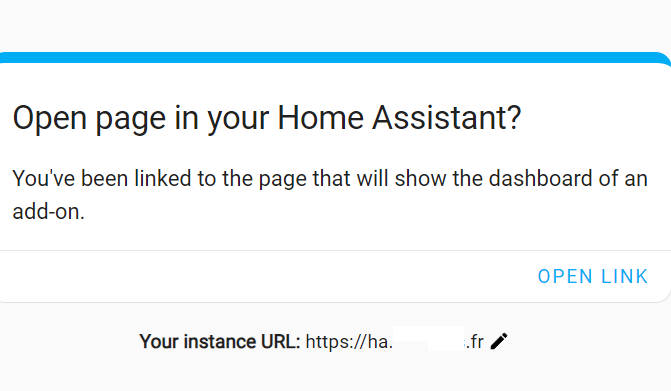 Open page in your Home Assistant?
You've been linked to the page that will show the dashboard of an
add-on.
OPEN LINK
Your instance URL: https://ha. .fr